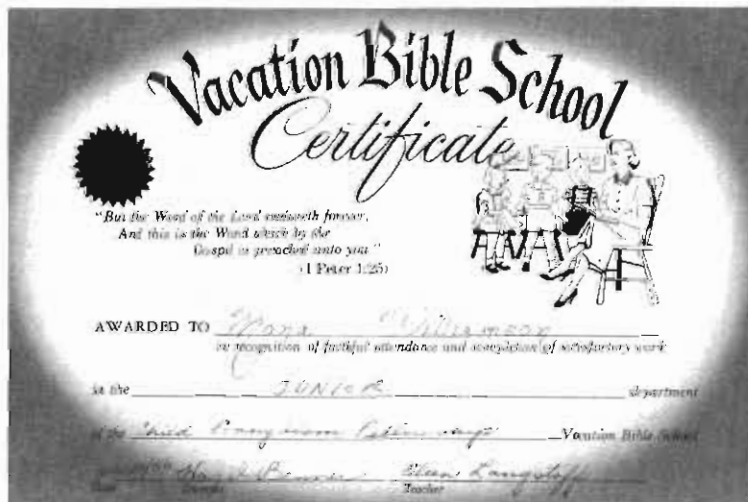 Vacation Bible School
Certificate
"But the Word of the Lord endureth forever,
And this is the Word which by the
Gospel is preached unto you"
(1 Peter 1:25)
AWARDED TO
in recognition of faithful attendance and completion of satisfactory work
in the JUNIOR department
of the Vacation Bible School
Langstaff
Teacher